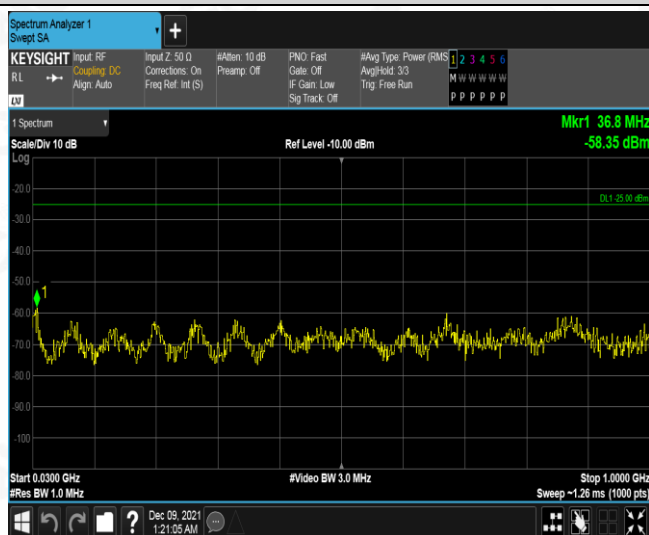 Spectrum Analyzer 1
Swept SA
+
KEYSIGHT
RL
Input: RF
Coupling: DC
Align: Auto
Input Z: 50 Ω
Corrections: On
Freq Ref: Int (S)
#Atten: 10 dB
Preamp: Off
PNO: Fast
Gate: Off
IF Gain: Low
Sig Track: Off
#Avg Type: Power (RMS
Avg|Hold: 3/3
Trig: Free Run
1 2 3 4 5 6
M W W W W W
P P P P P P
LXI
1 Spectrum
Scale/Div 10 dB
Ref Level -10.00 dBm
Mkr1 36.8 MHz
-58.35 dBm
Log
DL1 -25.00 dBm
-20.0
-30.0
-40.0
-50.0
-60.0
-70.0
-80.0
-90.0
-100
1
Start 0.0300 GHz
#Video BW 3.0 MHz
Stop 1.0000 GHz
#Res BW 1.0 MHz
Sweep ~1.26 ms (1000 pts)
?
Dec 09, 2021
1:21:05 AM